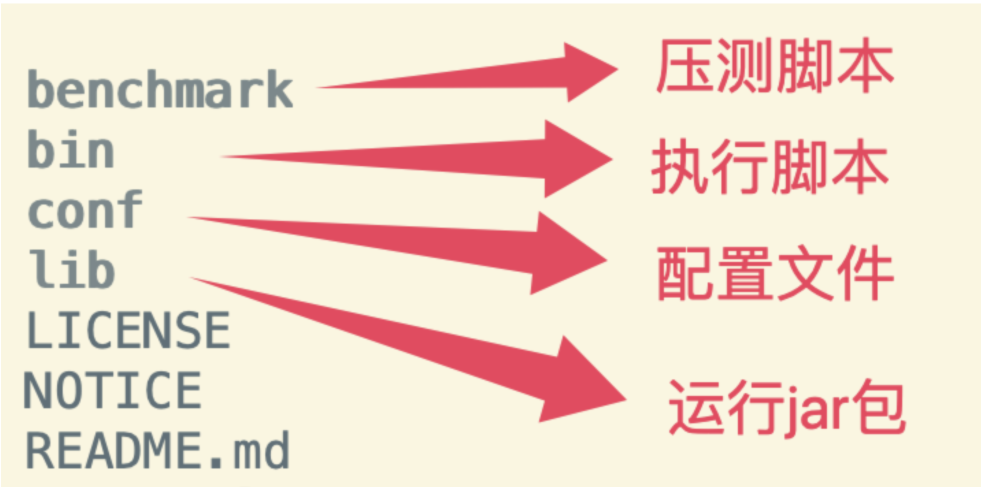 benchmark 压测脚本
bin 执行脚本
conf 配置文件
lib 运行jar包
LICENSE
NOTICE
README.md